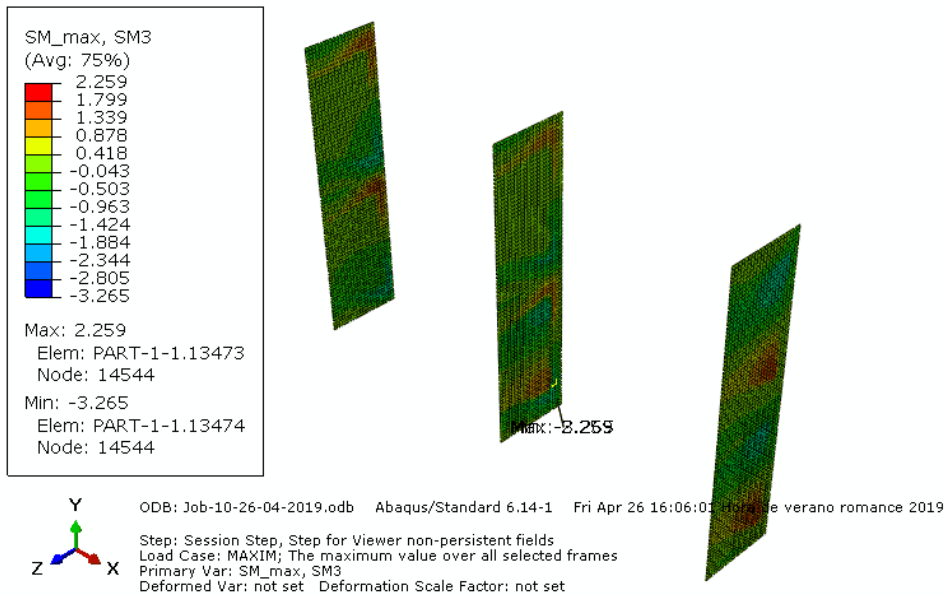 SM_max, SM3
(Avg: 75%)
2.259
1.799
1.339
0.878
0.418
-0.043
-0.503
-0.963
-1.424
-1.884
-2.344
-2.805
-3.265
Max: 2.259
Elem: PART-1-1.13473
Node: 14544
Min: -3.265
Elem: PART-1-1.13474
Node: 14544
Y
Z
X
ODB: Job-10-26-04-2019.odb Abaqus/Standard 6.14-1 Fri Apr 26 16:06:01 Hora de verano romance 2019
Step: Session Step, Step for Viewer non-persistent fields
Load Case: MAXIM; The maximum value over all selected frames
Primary Var: SM_max, SM3
Deformed Var: not set Deformation Scale Factor: not set